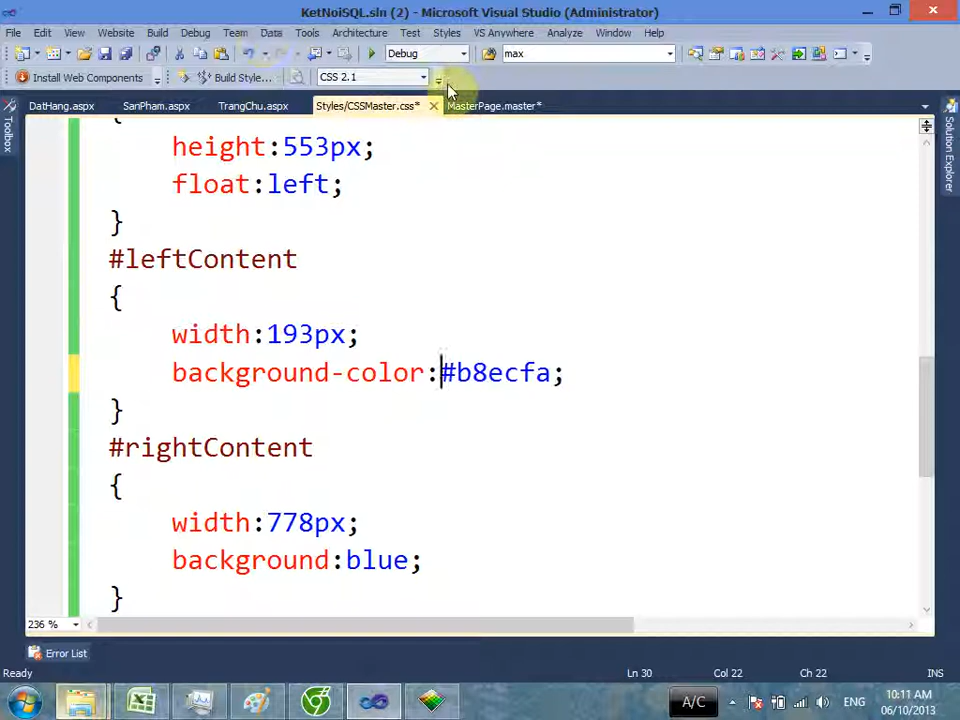 KetNoiSQL.sln (2) - Microsoft Visual Studio (Administrator)
File Edit View Website Build Debug Team Data Tools Architecture Test Styles VS Anywhere Analyze Window Help
Debug max
Install Web Components Build Style... CSS 2.1
DatHang.aspx SanPham.aspx TrangChu.aspx Styles/CSSMaster.css* MasterPage.master*
Toolbox
Solution Explorer
{
height:553px;
float:left;
}
#leftContent
{
width:193px;
background-color:#b8ecfa;
}
#rightContent
{
width:778px;
background:blue;
}
236 %
Error List
Ready Ln 30 Col 22 Ch 22 INS
A/C ENG 10:11 AM
06/10/2013